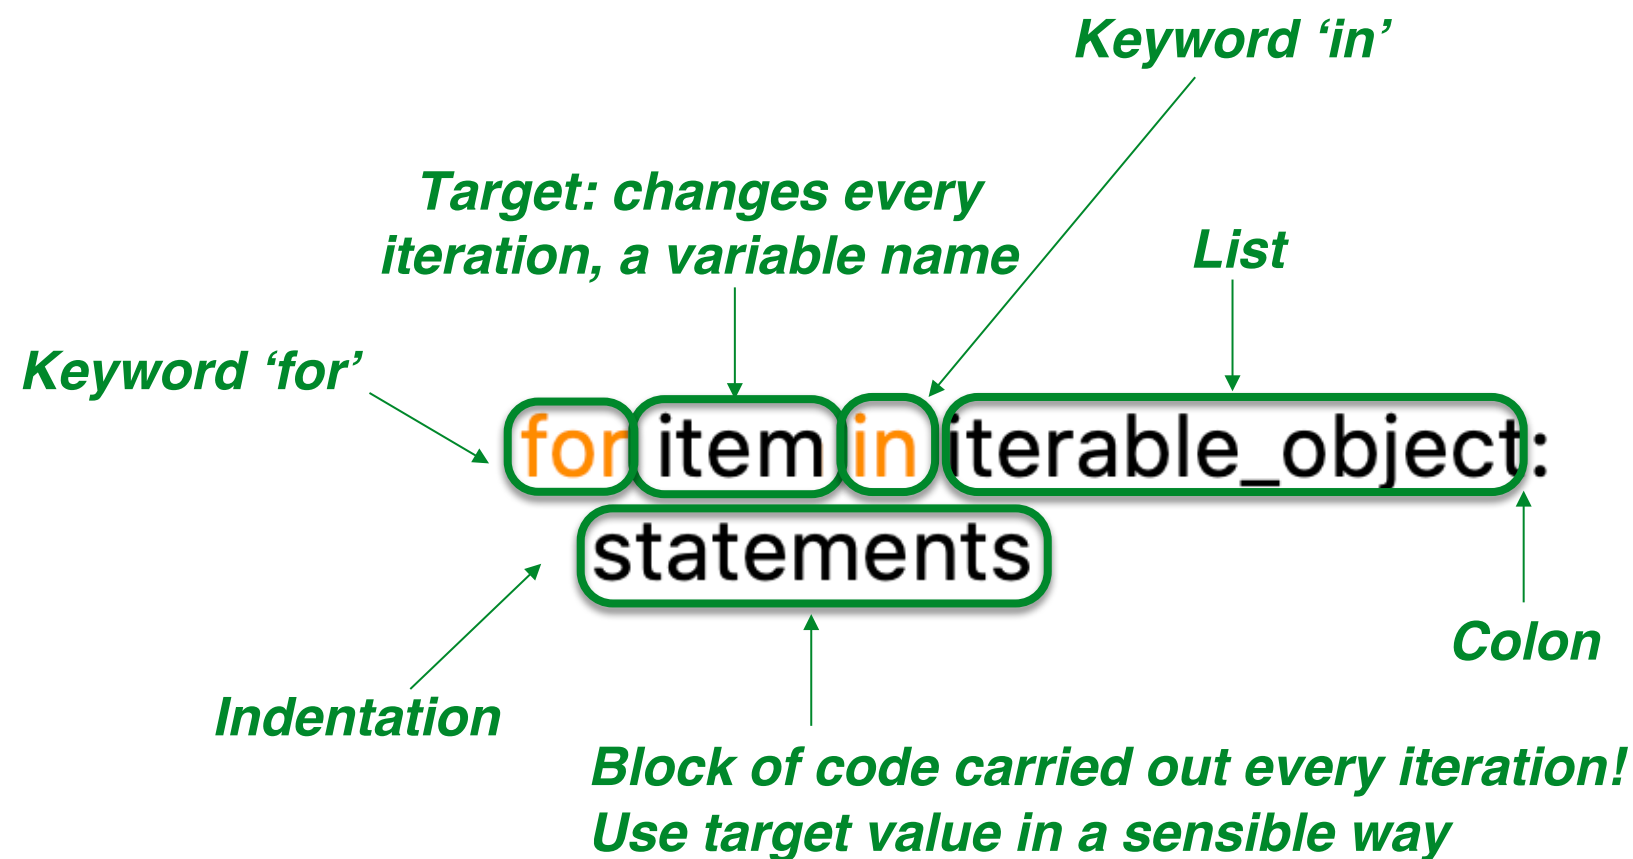 Keyword ‘in’
Target: changes every
iteration, a variable name
List
Keyword ‘for’
for item in iterable_object:
statements
Colon
Indentation
Block of code carried out every iteration!
Use target value in a sensible way